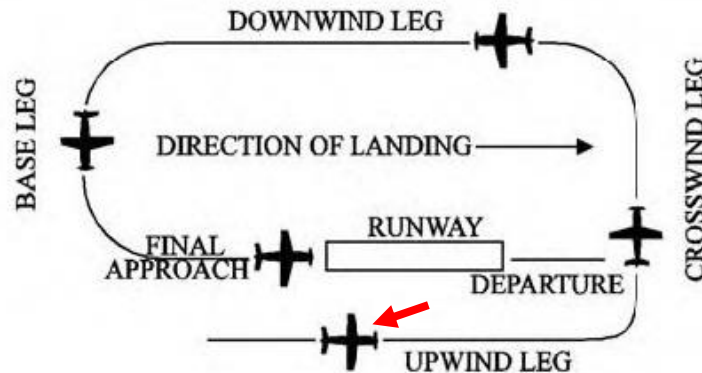 DOWNWIND LEG
BASE LEG
DIRECTION OF LANDING
CROSSWIND LEG
RUNWAY
FINAL
APPROACH
DEPARTURE
UPWIND LEG